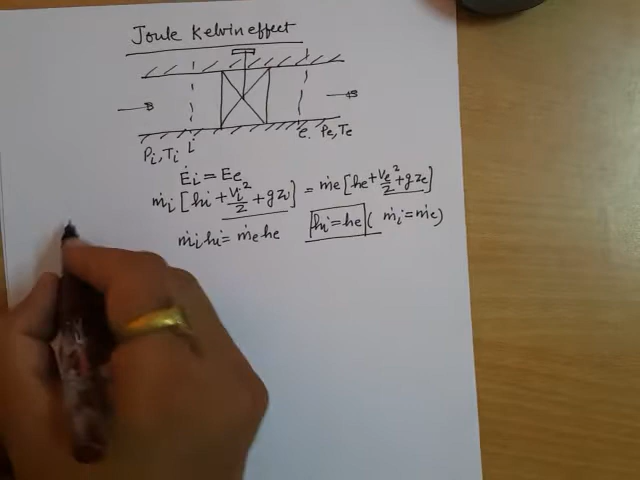 Joule Kelvin effect
i
e. Pe, Te
Pi, Ti
Ėi = Ee
ṁi [hi + Vi²/2 + gzi] = ṁe [he + Ve²/2 + gze]
ṁi hi = ṁe he hi = he ( ṁi = ṁe)